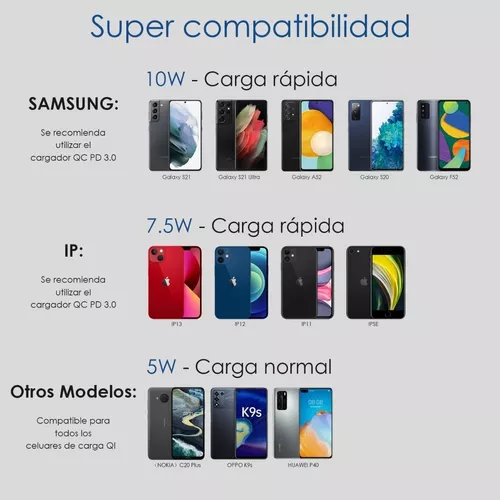 Super compatibilidad
10W - Carga rápida
SAMSUNG:
Se recomienda
utilizar el
cargador QC PD 3.0
Galaxy S21
Galaxy S21 Ultra
Galaxy A52
Galaxy S20
Galaxy F52
7.5W - Carga rápida
IP:
Se recomienda
utilizar el
cargador QC PD 3.0
IP13
IP12
IP11
IPSE
5W - Carga normal
Otros Modelos:
Compatible para
todos los
celuares de carga QI
K9s
08:08
(NOKIA) C20 Plus
OPPO K9s
HUAWEI P40